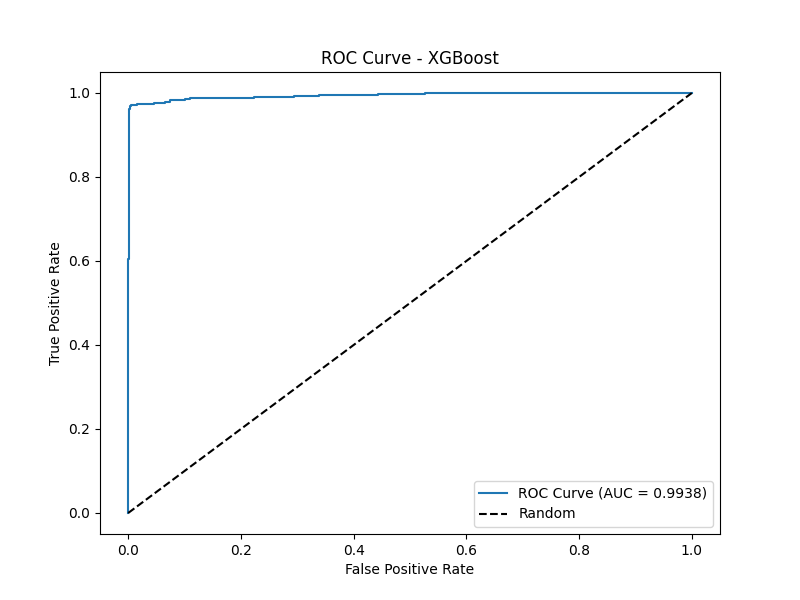 ROC Curve - XGBoost
True Positive Rate
1.0
0.8
0.6
0.4
0.2
0.0
ROC Curve (AUC = 0.9938)
Random
0.0 0.2 0.4 0.6 0.8 1.0
False Positive Rate